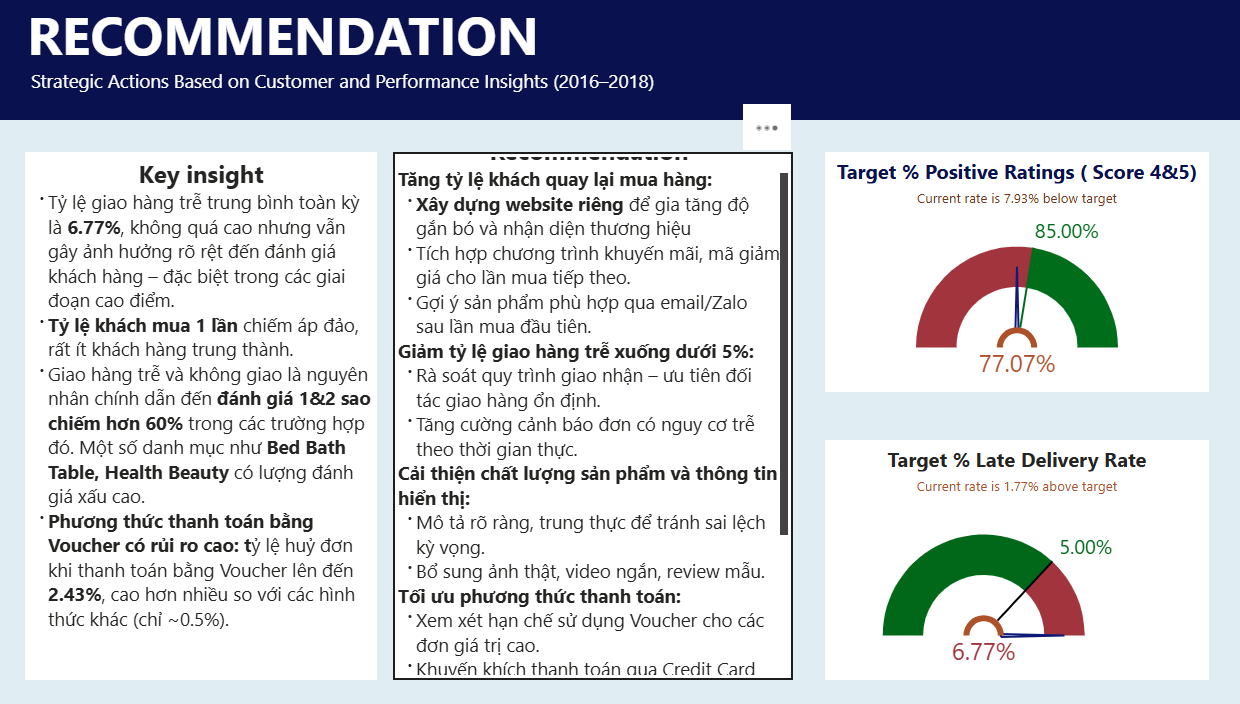 RECOMMENDATION
Strategic Actions Based on Customer and Performance Insights (2016–2018)
Key insight
• Tỷ lệ giao hàng trễ trung bình toàn kỳ
là 6.77%, không quá cao nhưng vẫn
gây ảnh hưởng rõ rệt đến đánh giá
khách hàng – đặc biệt trong các giai
đoạn cao điểm.
• Tỷ lệ khách mua 1 lần chiếm áp đảo,
rất ít khách hàng trung thành.
• Giao hàng trễ và không giao là nguyên
nhân chính dẫn đến đánh giá 1&2 sao
chiếm hơn 60% trong các trường hợp
đó. Một số danh mục như Bed Bath
Table, Health Beauty có lượng đánh
giá xấu cao.
• Phương thức thanh toán bằng
Voucher có rủi ro cao: tỷ lệ huỷ đơn
khi thanh toán bằng Voucher lên đến
2.43%, cao hơn nhiều so với các hình
thức khác (chỉ ~0.5%).
Recommendation
Tăng tỷ lệ khách quay lại mua hàng:
• Xây dựng website riêng để gia tăng độ
gắn bó và nhận diện thương hiệu
• Tích hợp chương trình khuyến mãi, mã giảm
giá cho lần mua tiếp theo.
• Gợi ý sản phẩm phù hợp qua email/Zalo
sau lần mua đầu tiên.
Giảm tỷ lệ giao hàng trễ xuống dưới 5%:
• Rà soát quy trình giao nhận – ưu tiên đối
tác giao hàng ổn định.
• Tăng cường cảnh báo đơn có nguy cơ trễ
theo thời gian thực.
Cải thiện chất lượng sản phẩm và thông tin
hiển thị:
• Mô tả rõ ràng, trung thực để tránh sai lệch
kỳ vọng.
• Bổ sung ảnh thật, video ngắn, review mẫu.
Tối ưu phương thức thanh toán:
• Xem xét hạn chế sử dụng Voucher cho các
đơn giá trị cao.
• Khuyến khích thanh toán qua Credit Card
Target % Positive Ratings ( Score 4&5)
Current rate is 7.93% below target
85.00%
77.07%
Target % Late Delivery Rate
Current rate is 1.77% above target
5.00%
6.77%